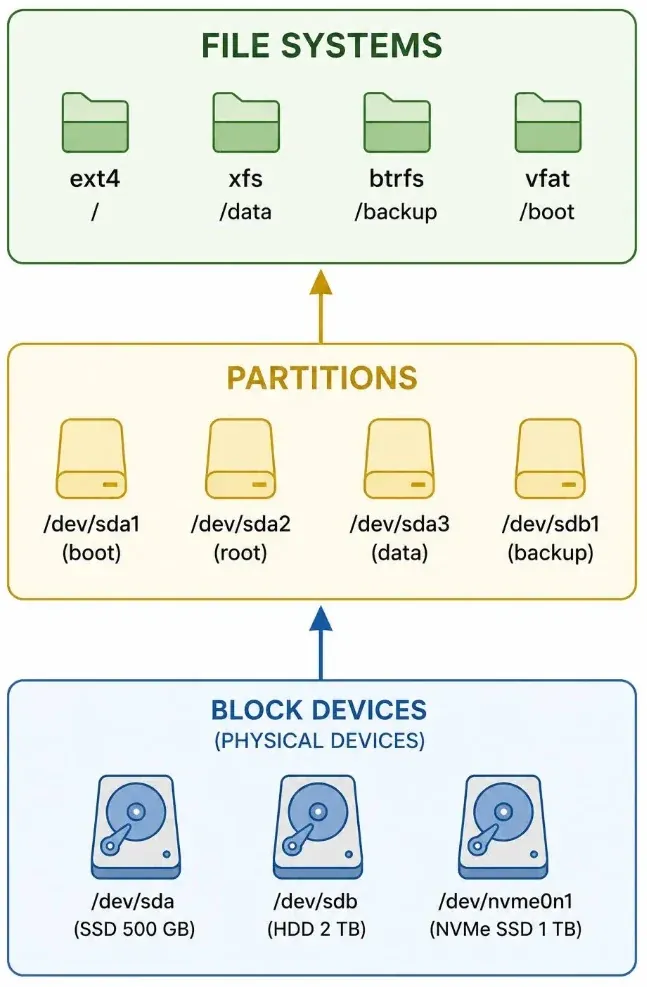 FILE SYSTEMS
ext4
/
xfs
/data
btrfs
/backup
vfat
/boot
PARTITIONS
/dev/sda1
(boot)
/dev/sda2
(root)
/dev/sda3
(data)
/dev/sdb1
(backup)
BLOCK DEVICES
(PHYSICAL DEVICES)
/dev/sda
(SSD 500 GB)
/dev/sdb
(HDD 2 TB)
/dev/nvme0n1
(NVMe SSD 1 TB)